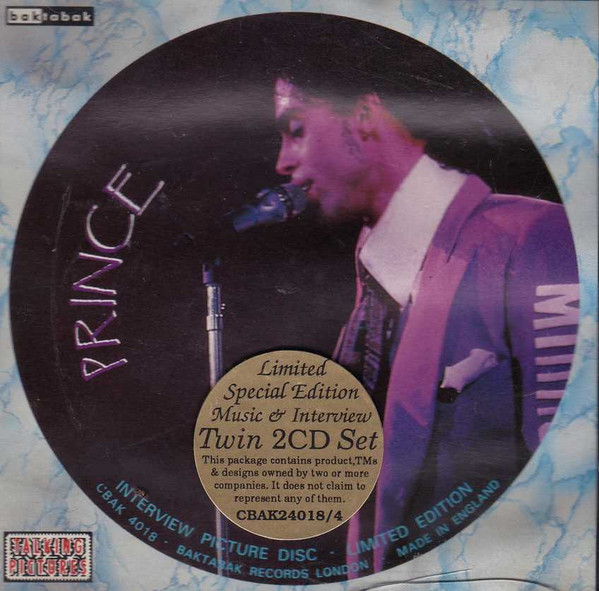 baktabak
PRINCE
MINN
Limited
Special Edition
Music & Interview
Twin 2CD Set
This package contains product,TMs
& designs owned by two or more
companies. It does not claim to
represent any of them.
CBAK24018/4
INTERVIEW PICTURE DISC · LIMITED EDITION
CBAK 4018 · BAKTABAK RECORDS LONDON · MADE IN ENGLAND
TALKING
PICTURES